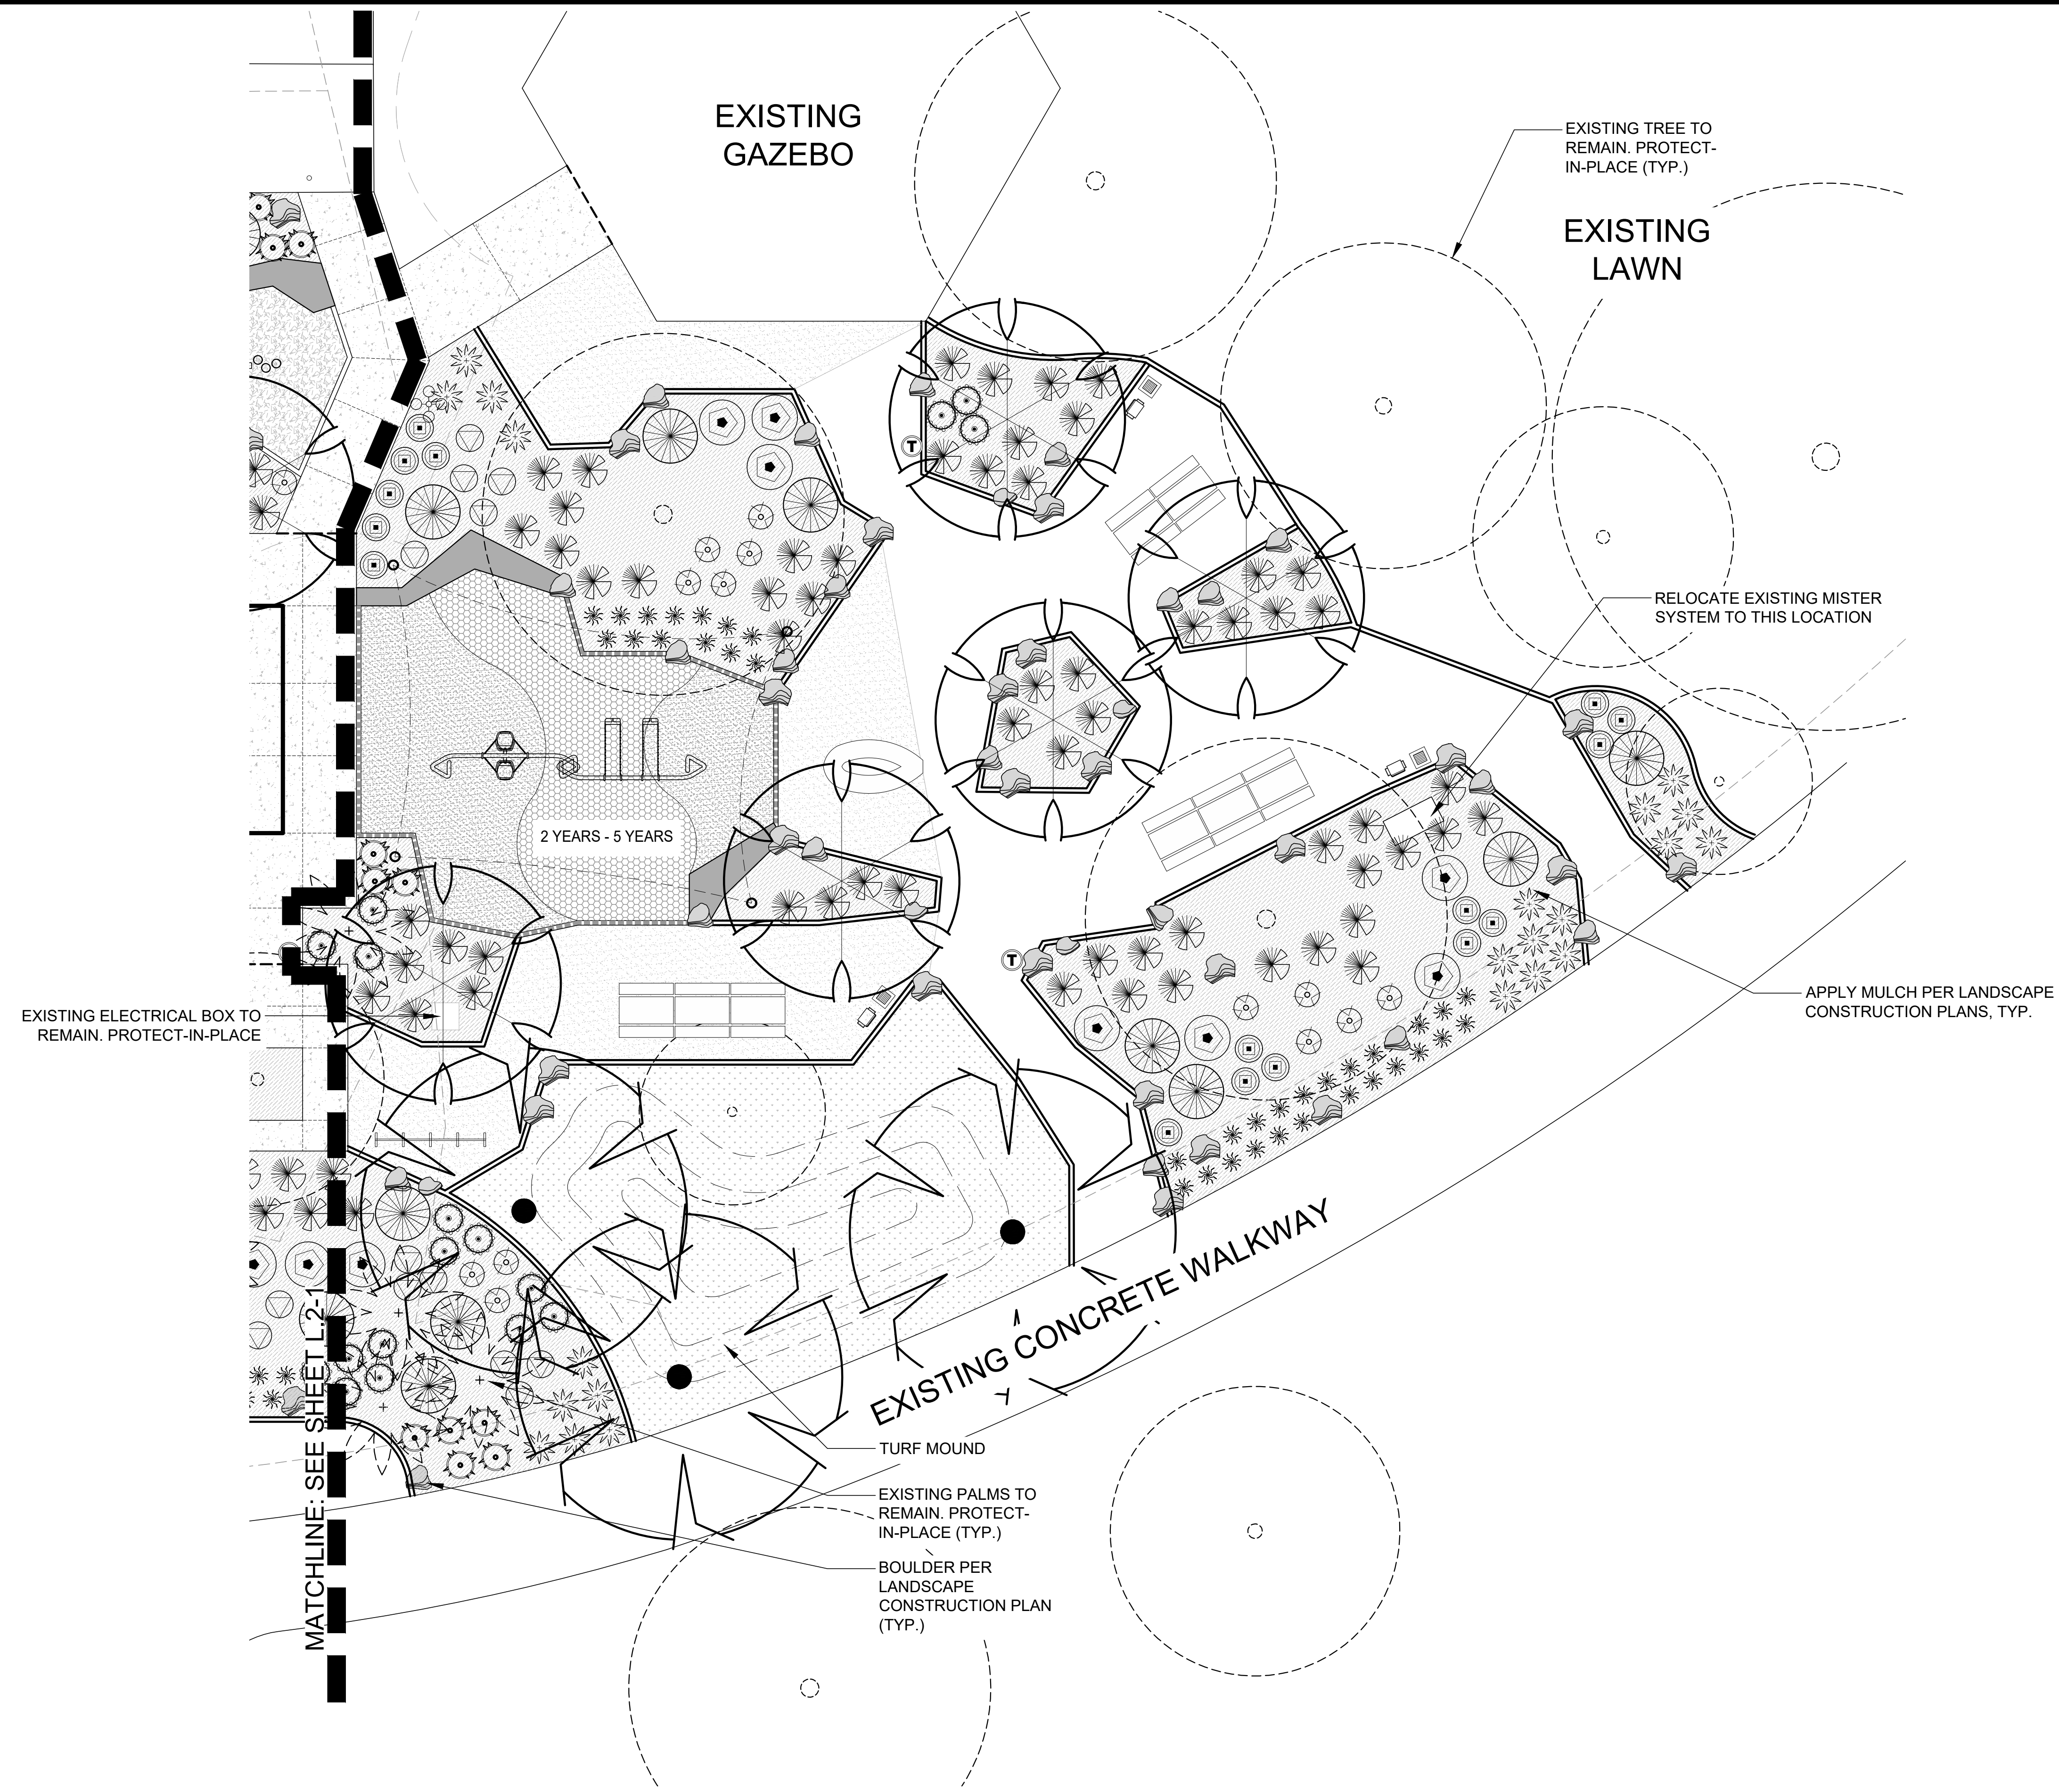 EXISTING
GAZEBO
EXISTING TREE TO
REMAIN. PROTECT-
IN-PLACE (TYP.)
EXISTING
LAWN
T
RELOCATE EXISTING MISTER
SYSTEM TO THIS LOCATION
2 YEARS - 5 YEARS
T
APPLY MULCH PER LANDSCAPE
CONSTRUCTION PLANS, TYP.
EXISTING ELECTRICAL BOX TO
REMAIN. PROTECT-IN-PLACE
EXISTING CONCRETE WALKWAY
MATCHLINE: SEE SHEET L.2-1
TURF MOUND
EXISTING PALMS TO
REMAIN. PROTECT-
IN-PLACE (TYP.)
BOULDER PER
LANDSCAPE
CONSTRUCTION PLAN
(TYP.)